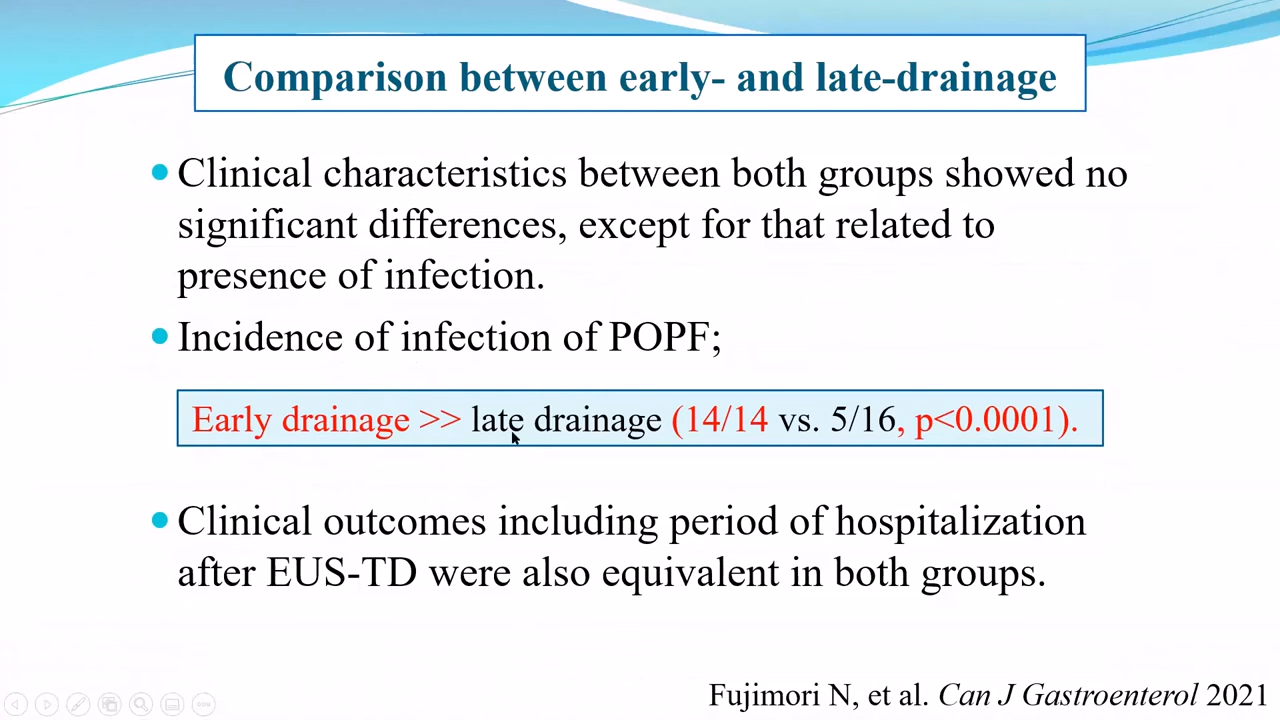 Comparison between early- and late-drainage
Clinical characteristics between both groups showed no
significant differences, except for that related to
presence of infection.
Incidence of infection of POPF;
Early drainage >> late drainage (14/14 vs. 5/16, p<0.0001).
Clinical outcomes including period of hospitalization
after EUS-TD were also equivalent in both groups.
Fujimori N, et al. Can J Gastroenterol 2021